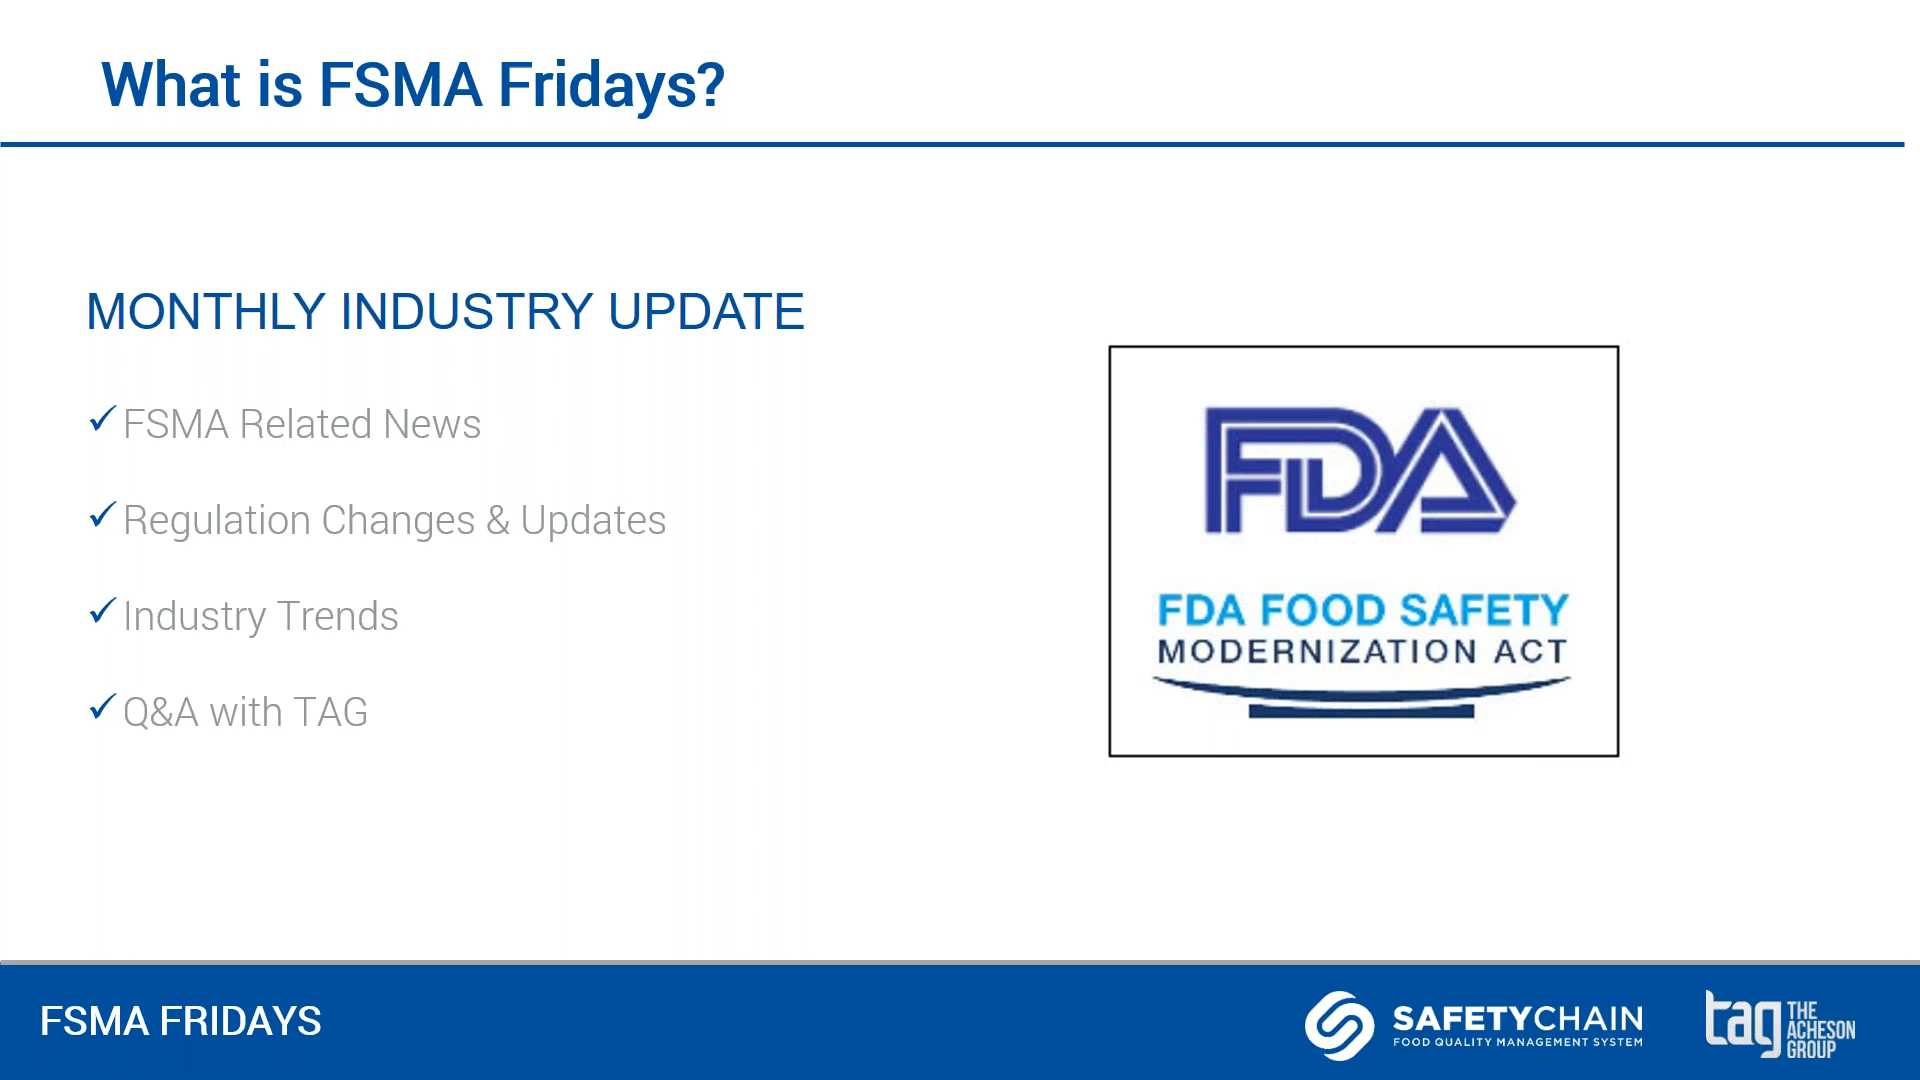 What is FSMA Fridays?
MONTHLY INDUSTRY UPDATE
✓FSMA Related News
✓Regulation Changes & Updates
✓Industry Trends
✓Q&A with TAG
FDA
FDA FOOD SAFETY
MODERNIZATION ACT
FSMA FRIDAYS
SAFETYCHAIN
FOOD QUALITY MANAGEMENT SYSTEM
tag THE
ACHESON
GROUP